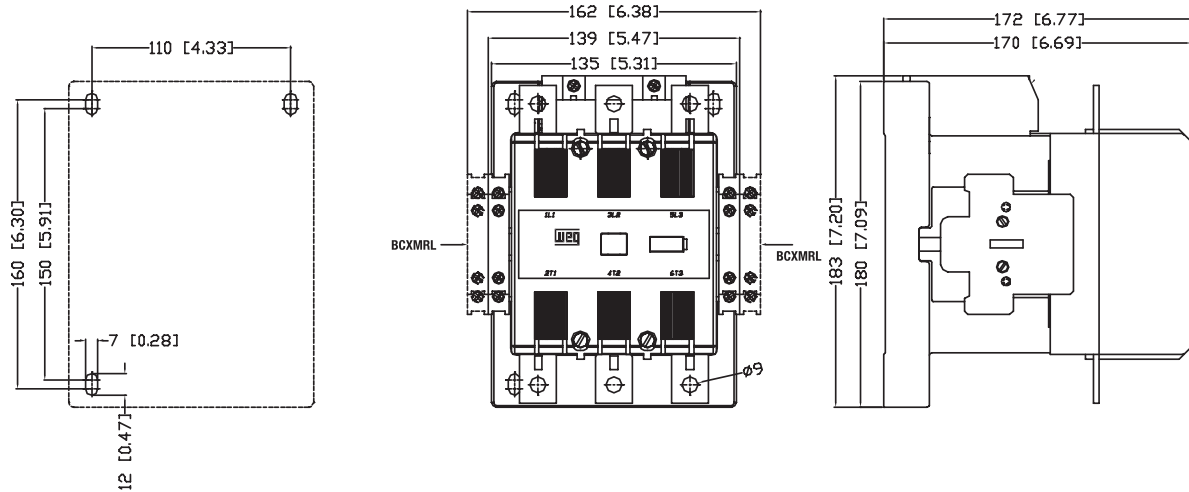 110 [4.33]
160 [6.30]
150 [5.91]
7 [0.28]
12 [0.47]
162 [6.38]
139 [5.47]
135 [5.31]
1L1 3L2 5L3
weg
2T1 4T2 6T3
BCXMRL
BCXMRL
ø9
172 [6.77]
170 [6.69]
183 [7.20]
180 [7.09]